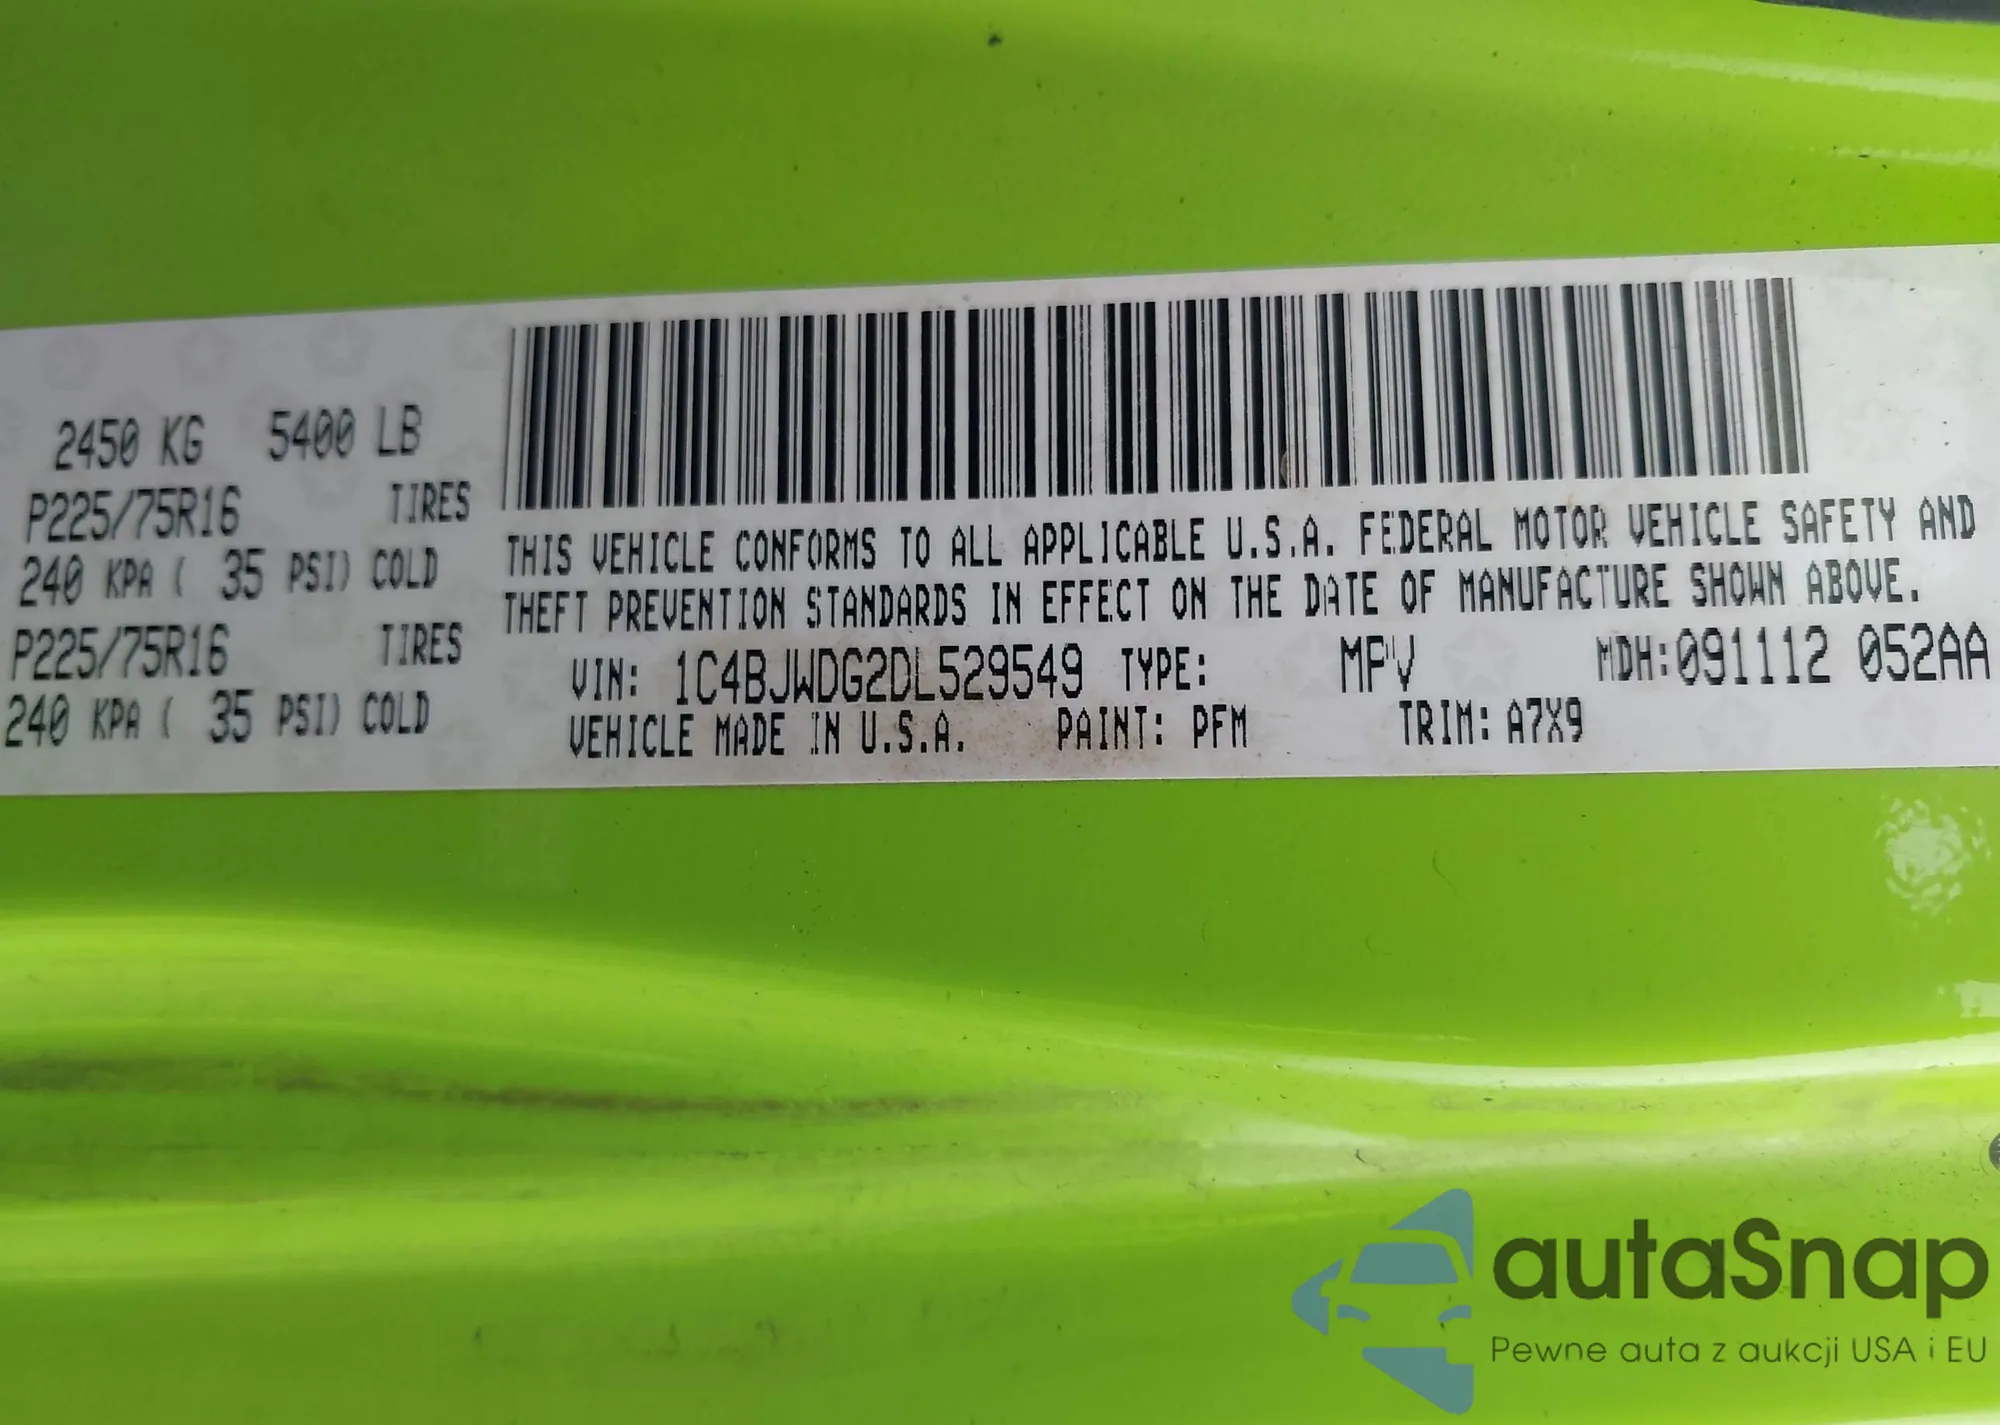 2450 KG 5400 LB
P225/75R16 TIRES
240 KPA ( 35 PSI) COLD
P225/75R16 TIRES
240 KPA ( 35 PSI) COLD
THIS VEHICLE CONFORMS TO ALL APPLICABLE U.S.A. FEDERAL MOTOR VEHICLE SAFETY AND
THEFT PREVENTION STANDARDS IN EFFECT ON THE DATE OF MANUFACTURE SHOWN ABOVE.
VIN: 1C4BJWDG2DL529549 TYPE: MPV MDH:091112 052AA
VEHICLE MADE IN U.S.A. PAINT: PFM TRIM: A7X9
autaSnap
Pewne auta z aukcji USA i EU